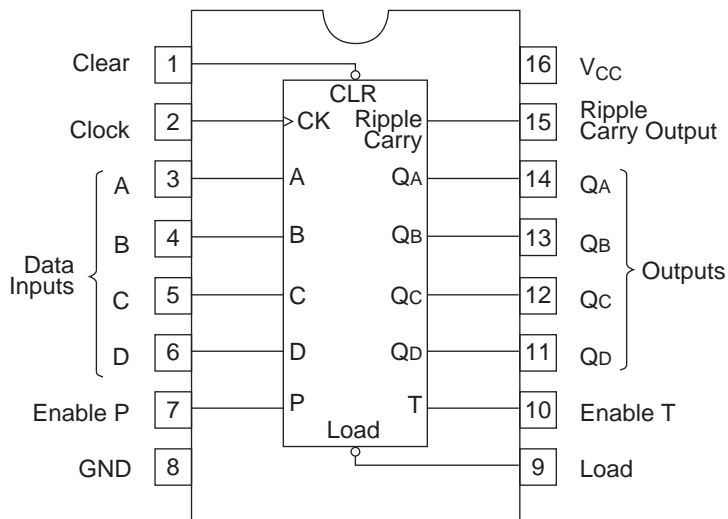 Clear 1 16 VCC
CLR
Clock 2 CK Ripple Carry 15 Ripple Carry Output
A 3 A QA 14 QA
B 4 B QB 13 QB
Data Inputs Outputs
C 5 C QC 12 QC
D 6 D QD 11 QD
Enable P 7 P T 10 Enable T
Load
GND 8 9 Load